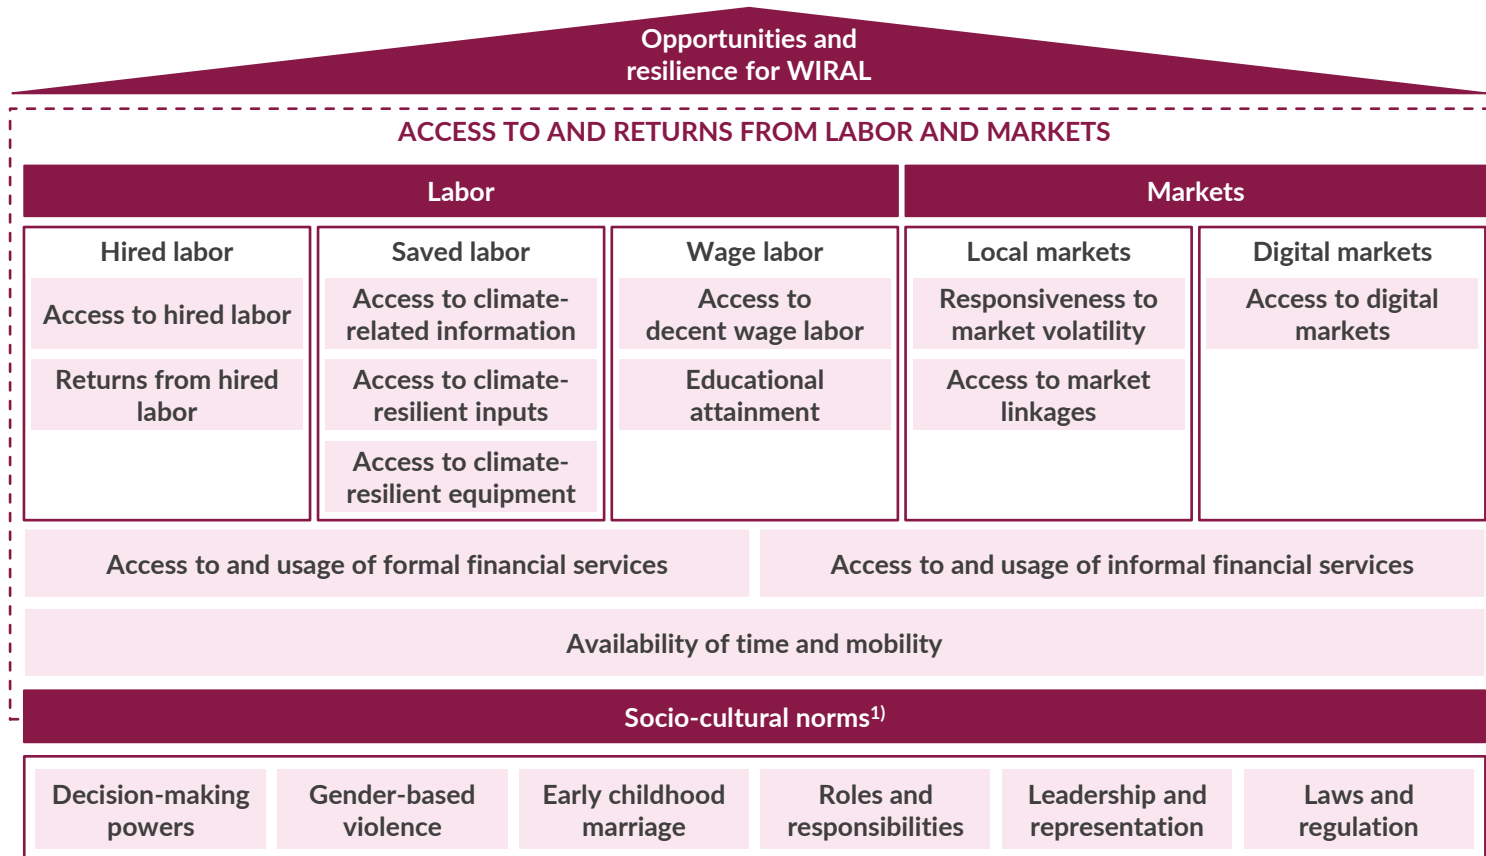 Opportunities and
resilience for WIRAL
ACCESS TO AND RETURNS FROM LABOR AND MARKETS
Labor
Markets
Hired labor
Access to hired labor
Returns from hired
labor
Saved labor
Access to climate-
related information
Access to climate-
resilient inputs
Access to climate-
resilient equipment
Wage labor
Access to
decent wage labor
Educational
attainment
Local markets
Responsiveness to
market volatility
Access to market
linkages
Digital markets
Access to digital
markets
Access to and usage of formal financial services
Access to and usage of informal financial services
Availability of time and mobility
Socio-cultural norms¹⁾
Decision-making
powers
Gender-based
violence
Early childhood
marriage
Roles and
responsibilities
Leadership and
representation
Laws and
regulation